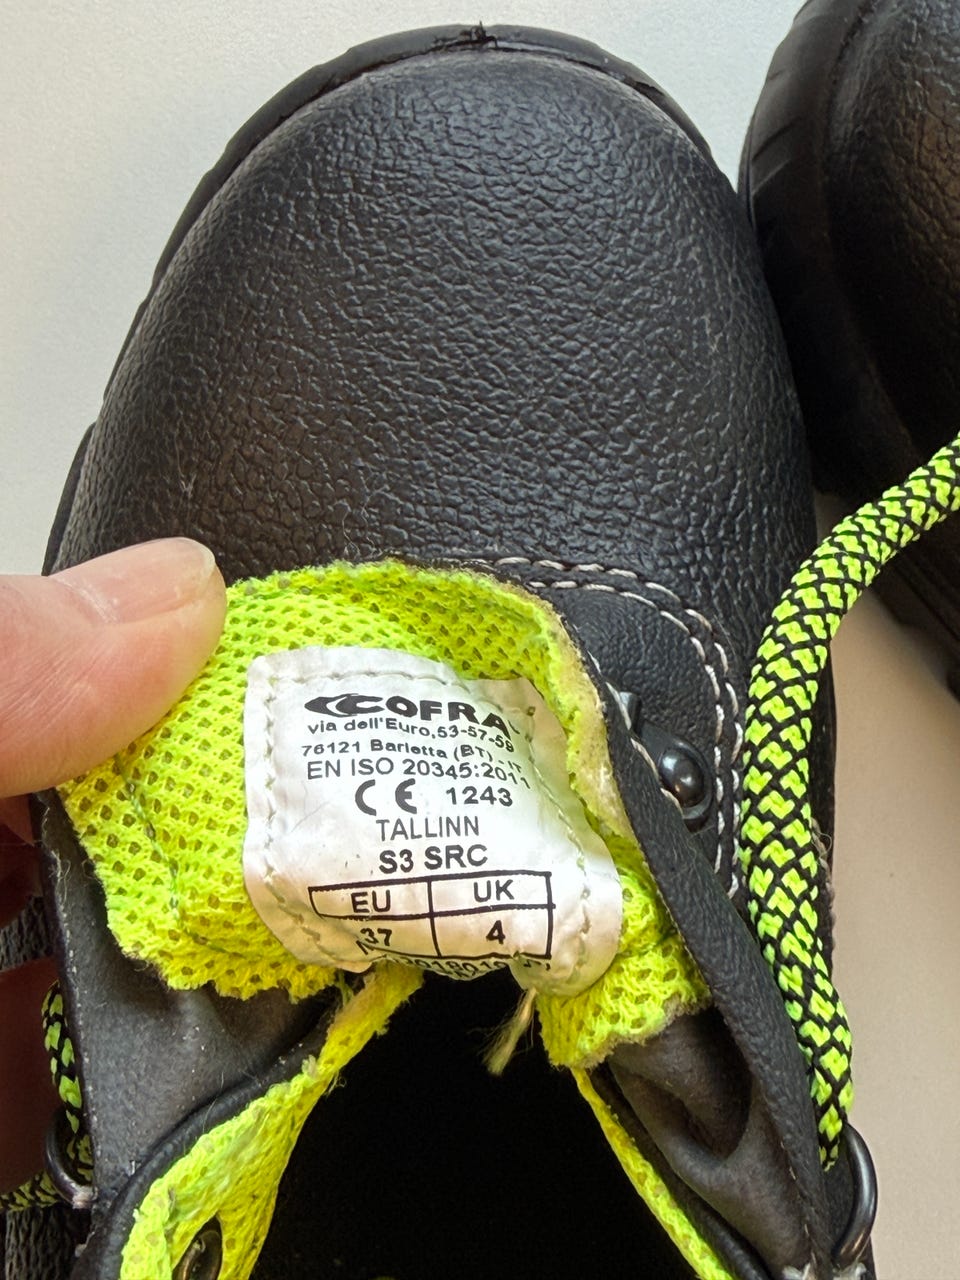 COFRA
via dell'Euro,53-57-59
76121 Barletta (BT) - IT
EN ISO 20345:2011
CE 1243
TALLINN
S3 SRC
EU UK
37 4